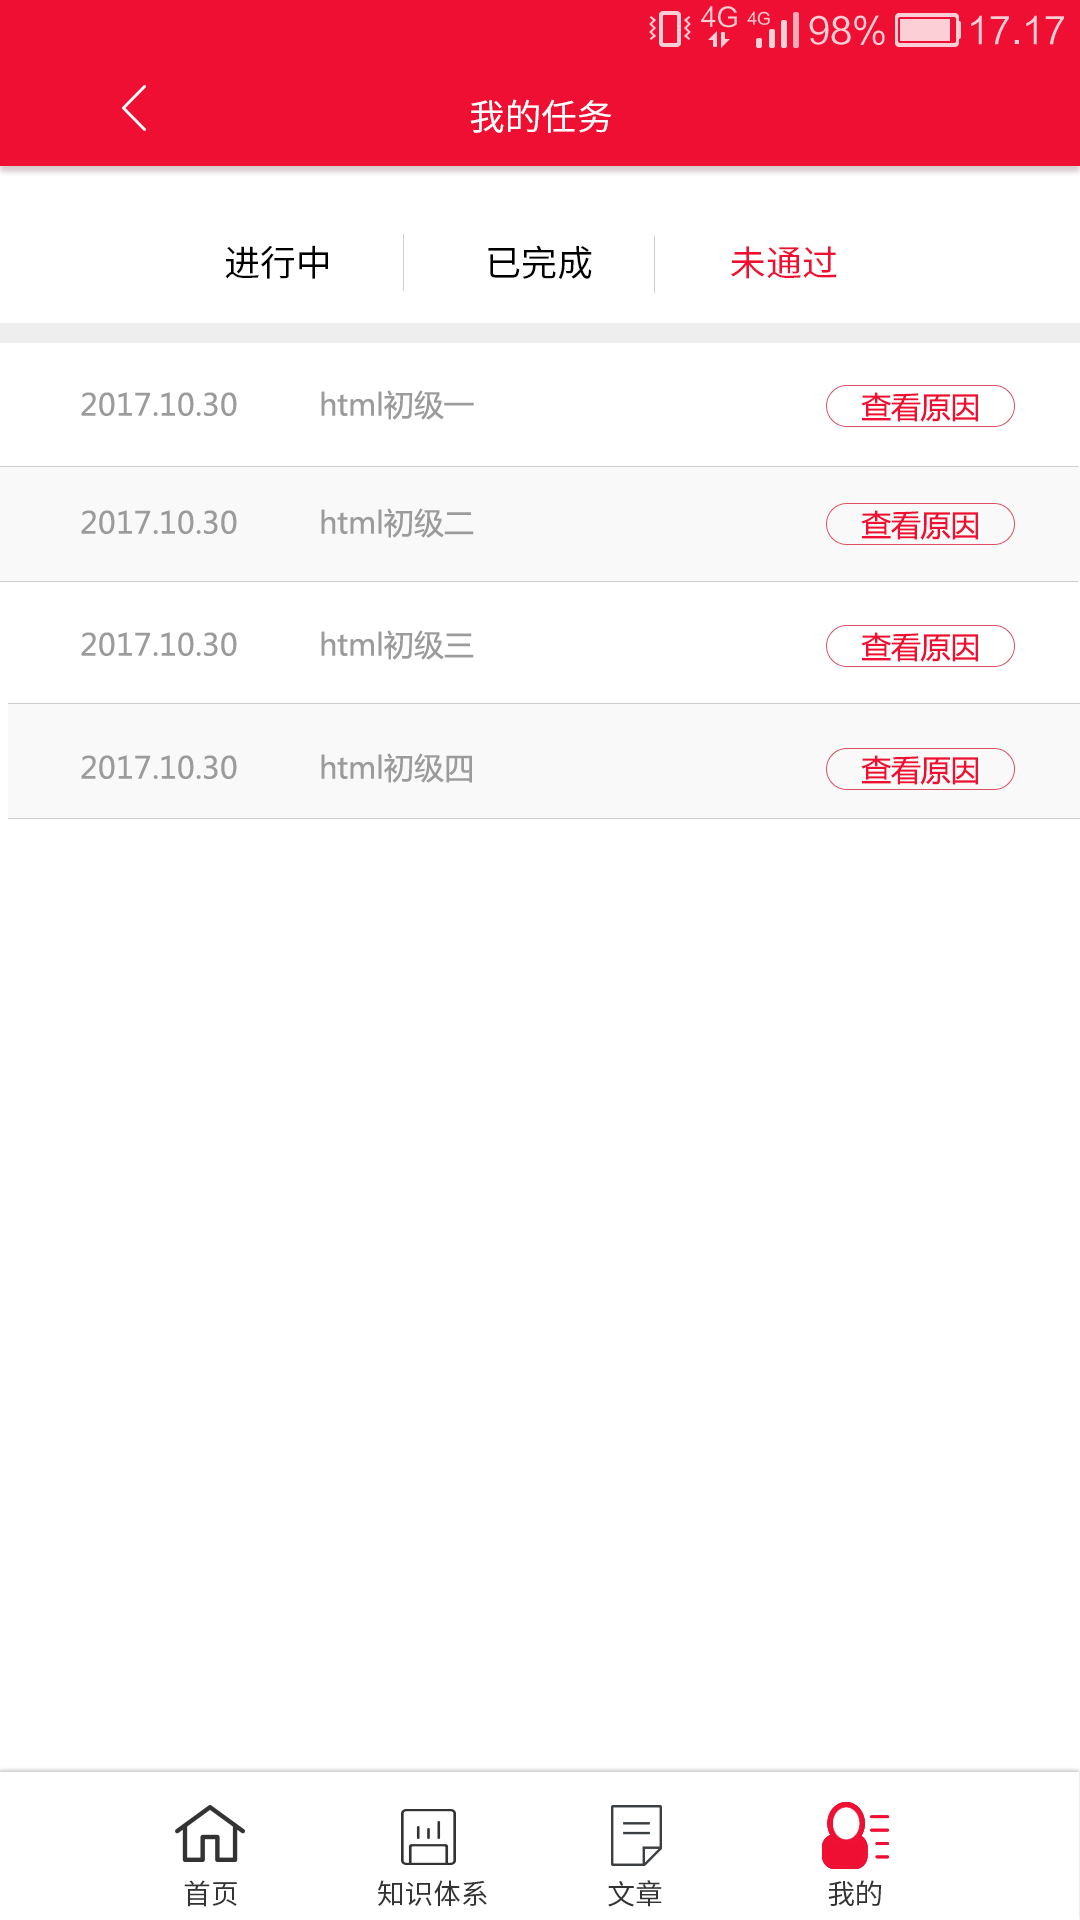 4G 4G 98% 17.17
我的任务
进行中 已完成 未通过
2017.10.30 html初级一 查看原因
2017.10.30 html初级二 查看原因
2017.10.30 html初级三 查看原因
2017.10.30 html初级四 查看原因
首页 知识体系 文章 我的